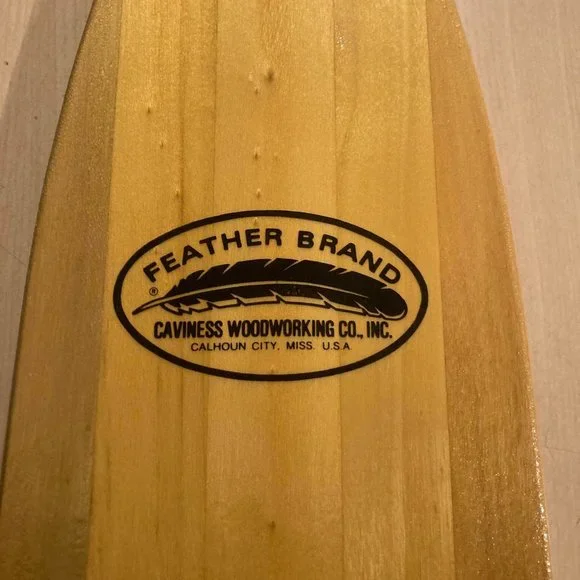 FEATHER BRAND
®
CAVINESS WOODWORKING CO., INC.
CALHOUN CITY, MISS. U.S.A.